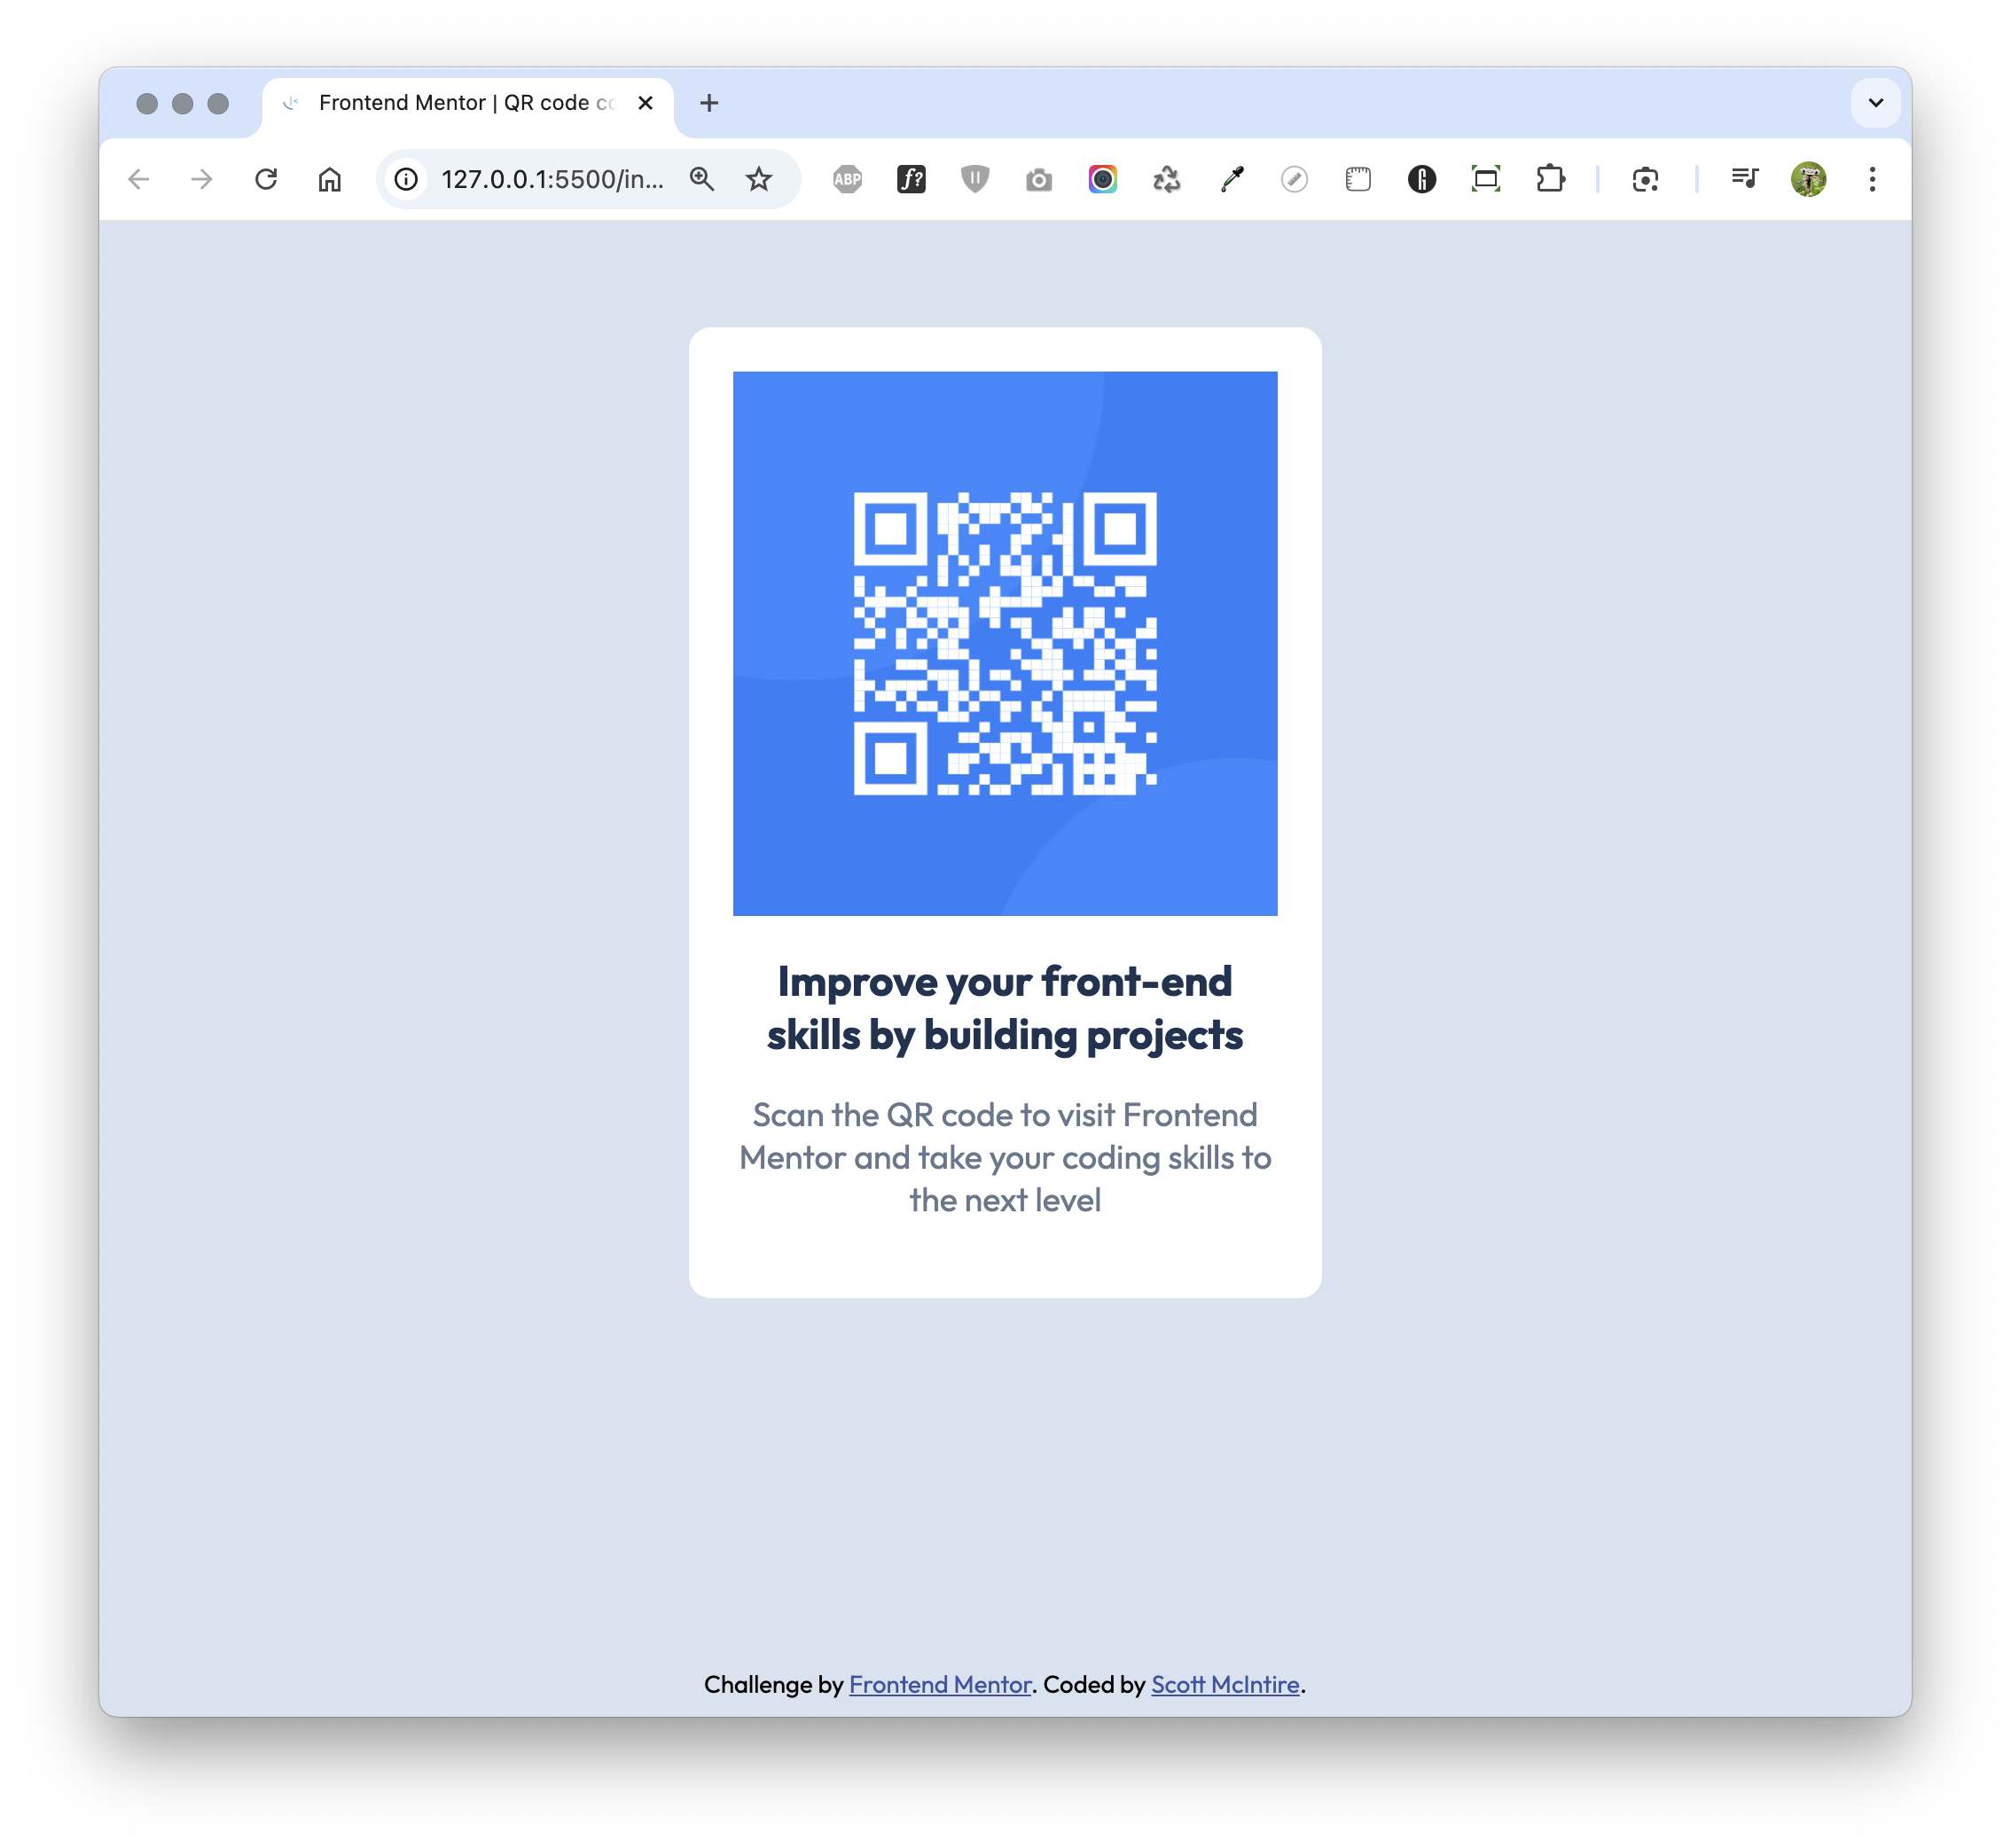 Frontend Mentor | QR code
127.0.0.1:5500/in...
ABP
f?
Improve your front-end
skills by building projects
Scan the QR code to visit Frontend
Mentor and take your coding skills to
the next level
Challenge by Frontend Mentor. Coded by Scott McIntire.